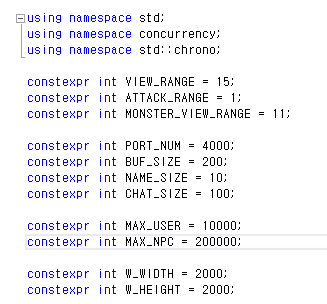 using namespace std;
using namespace concurrency;
using namespace std::chrono;
constexpr int VIEW_RANGE = 15;
constexpr int ATTACK_RANGE = 1;
constexpr int MONSTER_VIEW_RANGE = 11;
constexpr int PORT_NUM = 4000;
constexpr int BUF_SIZE = 200;
constexpr int NAME_SIZE = 10;
constexpr int CHAT_SIZE = 100;
constexpr int MAX_USER = 10000;
constexpr int MAX_NPC = 200000;
constexpr int W_WIDTH = 2000;
constexpr int W_HEIGHT = 2000;